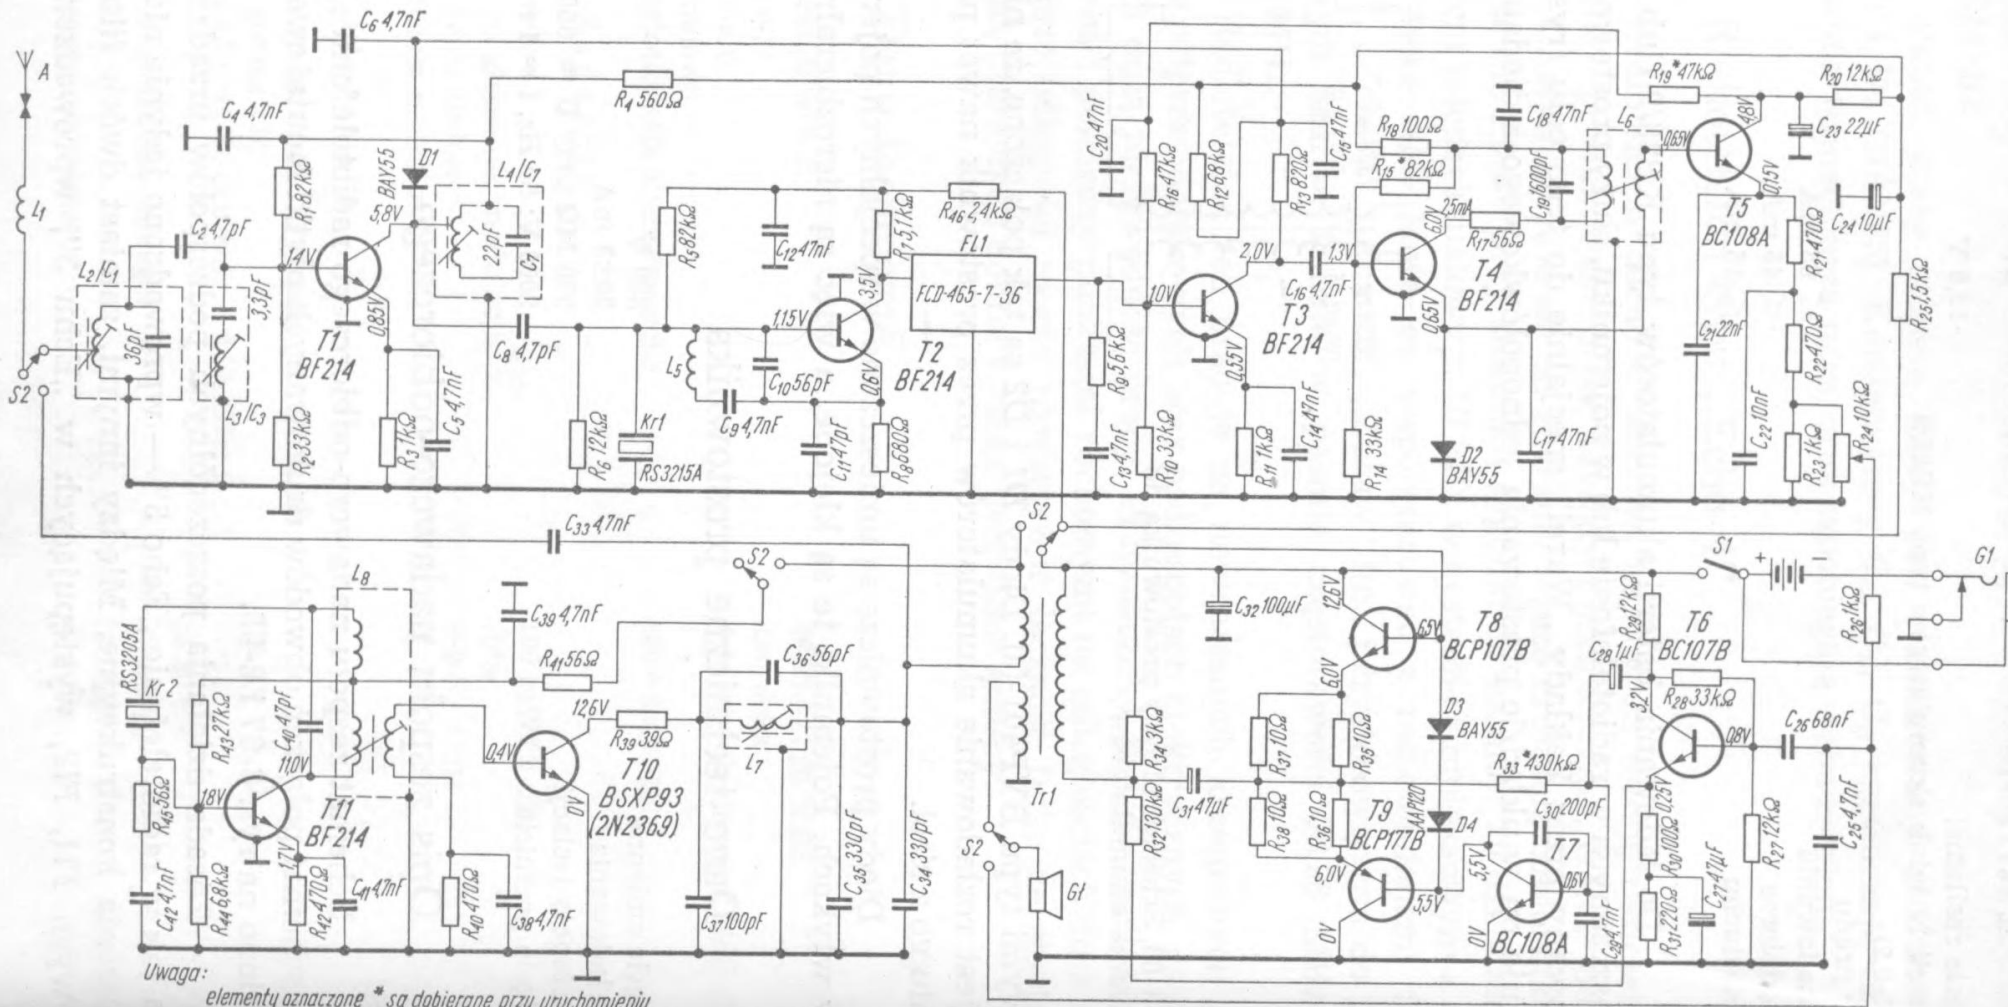 A
L1
S2
C6 4,7nF
C4 4,7nF
R1 82kΩ
C2 4,7pF
L2/C1
36pF
3,3pF
L3/C3
R2 33kΩ
1,4V
5,8V
0,85V
T1
BF214
R3 1kΩ
C5 4,7nF
D1
BAY55
L4/C7
22pF
C7
R4 560Ω
C8 4,7pF
R6 12kΩ
Kr1
RS3215A
R5 82kΩ
L5
C9 4,7nF
C10 56pF
C11 47pF
C12 47nF
R7 5,1kΩ
R46 2,4kΩ
1,15V
3,5V
0,6V
T2
BF214
R8 680Ω
FL1
FCD-465-7-36
R9 5,6kΩ
C13 47nF
R10 33kΩ
C20 47nF
R16 47kΩ
R12 6,8kΩ
R13 820Ω
C15 47nF
1,0V
2,0V
0,55V
T3
BF214
R11 1kΩ
C14 47nF
C16 4,7nF
1,3V
R14 33kΩ
R18 100Ω
R15* 82kΩ
6,0V
2,5mA
R17 56Ω
T4
BF214
0,65V
D2
BAY55
C17 47nF
C18 47nF
C19 1600pF
L6
R19* 47kΩ
R20 12kΩ
4,8V
C23 22µF
0,65V
0,15V
T5
BC108A
C24 10µF
R21 470Ω
C21 22nF
R22 470Ω
C22 10nF
R23 1kΩ
R24 10kΩ
R25 1,5kΩ
C33 4,7nF
S2
S2
S1
+ −
G1
L8
RS3205A
Kr2
R43 27kΩ
C40 47pF
11,0V
1,8V
1,7V
R45 56Ω
T11
BF214
C42 47nF
R44 6,8kΩ
R42 470Ω
C41 47nF
R40 470Ω
C38 4,7nF
C39 4,7nF
R41 56Ω
12,6V
0,4V
0V
T10
BSXP93
(2N2369)
R39 39Ω
C36 56pF
L7
C37 100pF
C35 330pF
C34 330pF
Tr1
S2
Gł
C32 100µF
R34 3kΩ
C31 47µF
R32* 130kΩ
12,6V
6,5V
6,0V
T8
BCP107B
R37 10Ω
R35 10Ω
R38 10Ω
R36 10Ω
D3
BAY55
D4
AAP120
T9
BCP177B
6,0V
5,5V
0V
R33* 430kΩ
C30 200pF
5,5V
T7
0,6V
0V
BC108A
C29 4,7nF
R29 12kΩ
C28 1µF
T6
BC107B
3,2V
R28 33kΩ
0,8V
0,25V
C26 68nF
R30 100Ω
C27 47µF
R31 220Ω
R27 12kΩ
C25 4,7nF
R26 1kΩ
Uwaga:
elementy oznaczone * są dobierane przy uruchomieniu